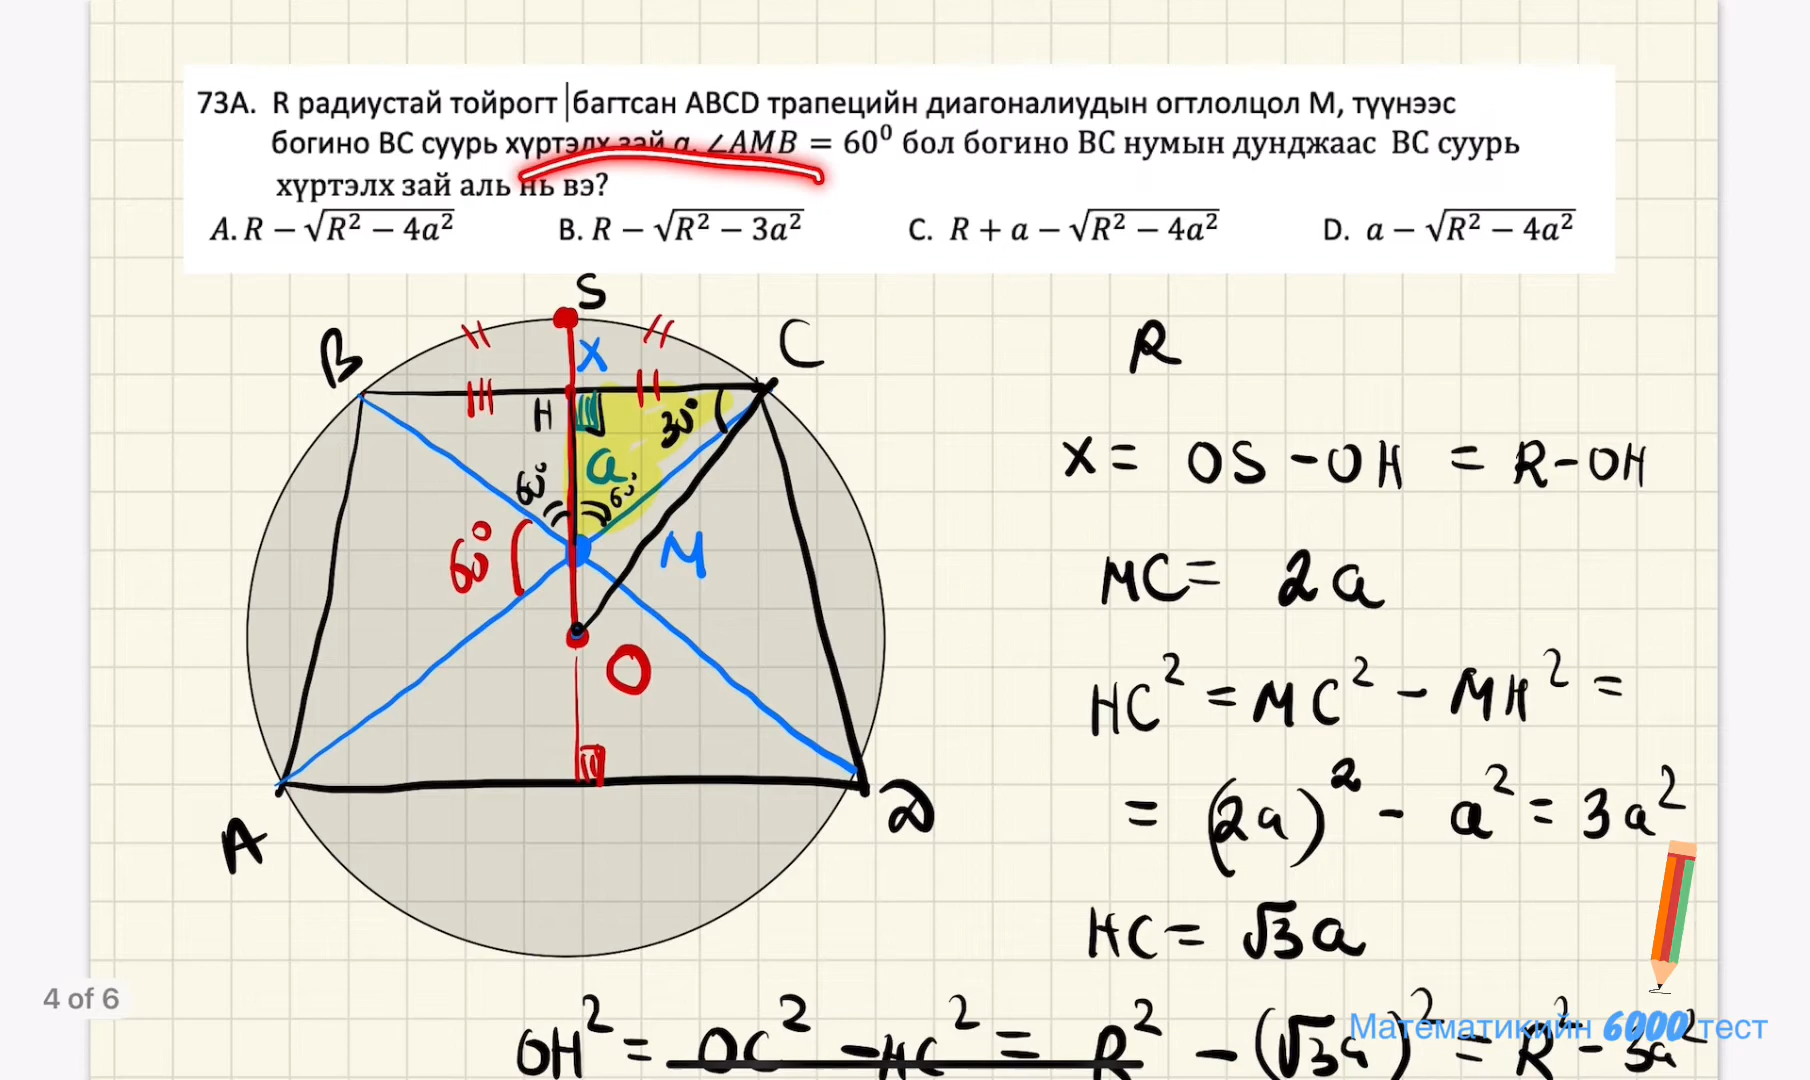 73A. R радиустай тойрогт багтсан ABCD трапецийн диагоналиудын огтлолцол M, түүнээс
богино BC суурь хүртэлх зай a. ∠AMB = 60⁰ бол богино BC нумын дунджаас BC суурь
хүртэлх зай аль нь вэ?
A. R − √(R² − 4a²) B. R − √(R² − 3a²) C. R + a − √(R² − 4a²) D. a − √(R² − 4a²)
S
B
X
C
R
H
30°
a
60°
60°
X = OS − OH = R − OH
60°
M
MC = 2a
O
HC² = MC² − MH² =
A
D
= (2a)² − a² = 3a²
HC = √3a
4 of 6
OH² = OC² − HC² = R² − (√3a)² = R² − 3a²
Математикийн 6000 тест